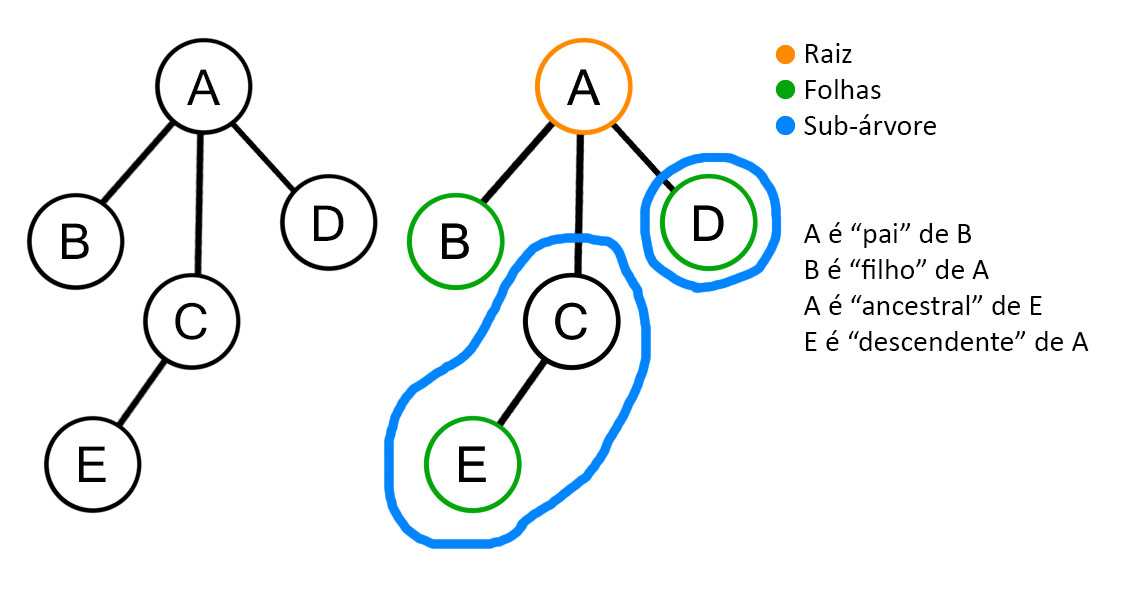 A
B
D
C
E
A
B
D
C
E
Raiz
Folhas
Sub-árvore
A é “pai” de B
B é “filho” de A
A é “ancestral” de E
E é “descendente” de A